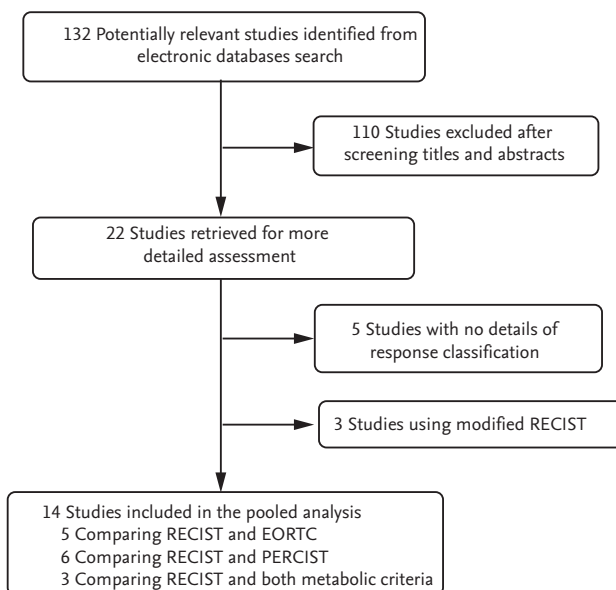 132 Potentially relevant studies identified from
electronic databases search
110 Studies excluded after
screening titles and abstracts
22 Studies retrieved for more
detailed assessment
5 Studies with no details of
response classification
3 Studies using modified RECIST
14 Studies included in the pooled analysis
5 Comparing RECIST and EORTC
6 Comparing RECIST and PERCIST
3 Comparing RECIST and both metabolic criteria